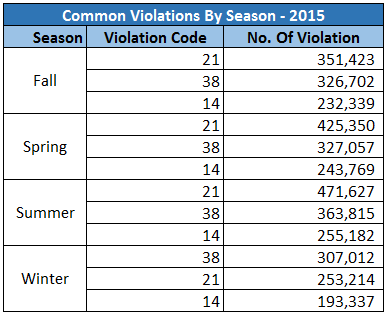 Common Violations By Season - 2015
Season Violation Code No. Of Violation
21 351,423
Fall 38 326,702
14 232,339
21 425,350
Spring 38 327,057
14 243,769
21 471,627
Summer 38 363,815
14 255,182
38 307,012
Winter 21 253,214
14 193,337